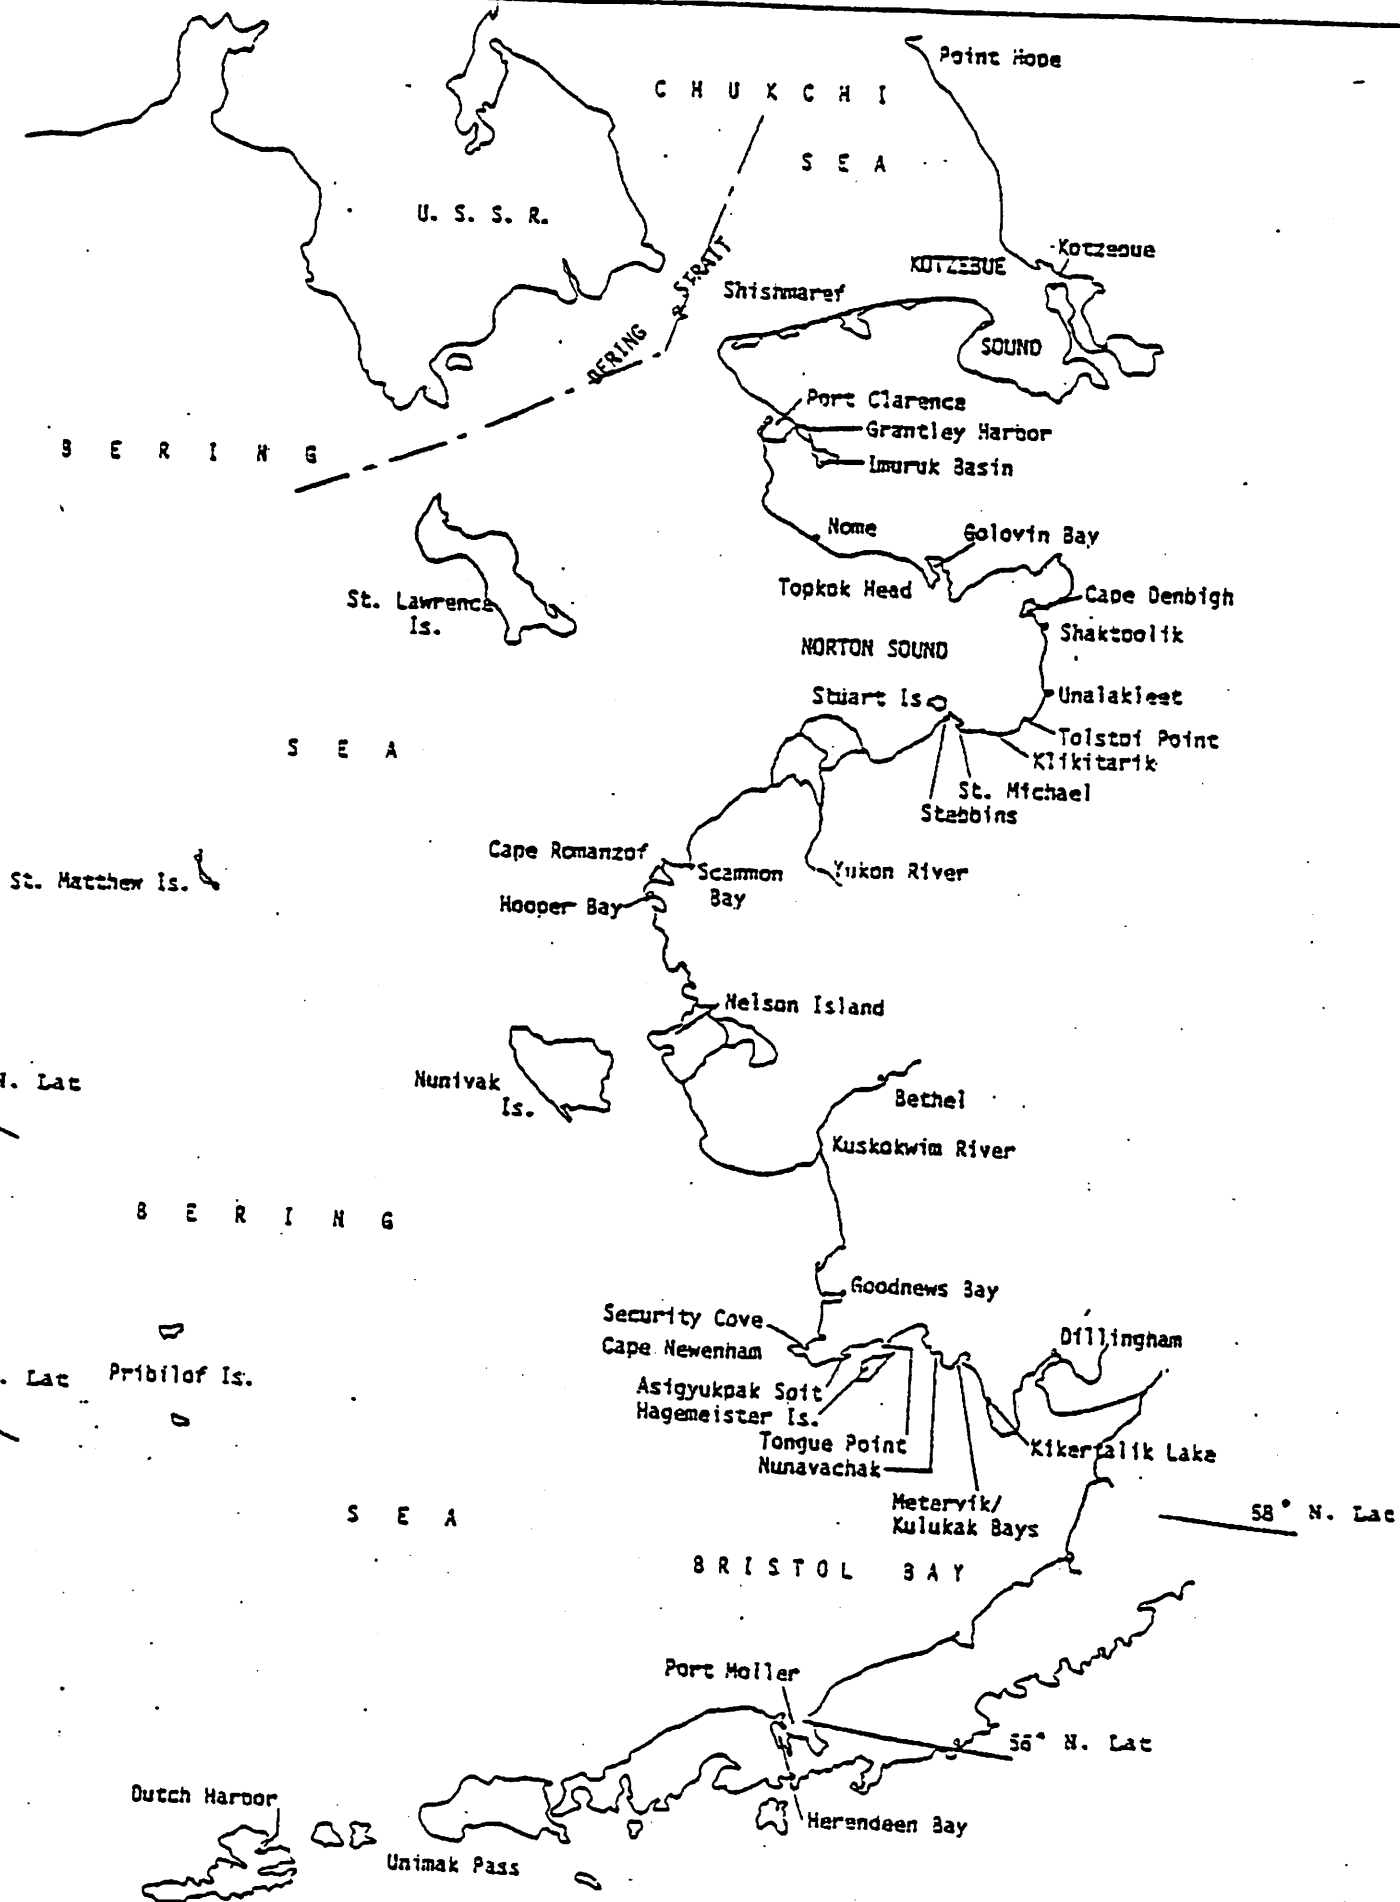 Point Hope
C H U K C H I
S E A
U. S. S. R.
Kotzebue
KOTZEBUE
BERING STRAIT
Shishmaref
SOUND
Port Clarence
Grantley Harbor
B E R I N G
Imuruk Basin
Nome
Golovin Bay
Topkok Head
Cape Denbigh
St. Lawrence
Is.
Shaktoolik
NORTON SOUND
Stuart Is.
Unalakleet
S E A
Tolstoi Point
Klikitarik
St. Michael
Stebbins
Cape Romanzof
Scammon
Bay
Yukon River
St. Matthew Is.
Hooper Bay
Nelson Island
N. Lat
Nunivak
Is.
Bethel
Kuskokwim River
B E R I N G
Goodnews Bay
Security Cove
Cape Newenham
Dillingham
. Lat
Pribilof Is.
Asigyukpak Spit
Hagemeister Is.
Tongue Point
Nunavachak
Kikertalik Lake
Metervik/
Kulukak Bays
58° N. Lat
S E A
B R I S T O L B A Y
Port Moller
56° N. Lat
Dutch Harbor
Herendeen Bay
Unimak Pass